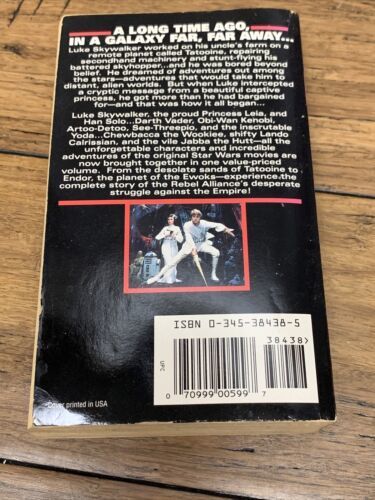 A LONG TIME AGO,
IN A GALAXY FAR, FAR AWAY...
Luke Skywalker worked on his uncle's farm on a
remote planet called Tatooine, repairing
secondhand machinery and stunt-flying his
battered skyhopper...and he was bored beyond
belief. He dreamed of adventures out among
the stars—adventures that would take him to
distant, alien worlds. But when Luke intercepted
a cryptic message from a beautiful captive
princess, he got more than he had bargained
for—and that was how it all began...
Luke Skywalker, the proud Princess Leia, and
Han Solo...Darth Vader, Obi-Wan Kenobi,
Artoo-Detoo, See-Threepio, and the inscrutable
Yoda...Chewbacca the Wookiee, shifty Lando
Calrissian, and the vile Jabba the Hutt—all the
unforgettable characters and incredible
adventures of the original Star Wars movies are
now brought together in one value-priced
volume. From the desolate sands of Tatooine to
Endor, the planet of the Ewoks—experience the
complete story of the Rebel Alliance's desperate
struggle against the Empire!
ISBN 0-345-38438-5
38438>
UPC
0 70999 00599 7
Cover printed in USA